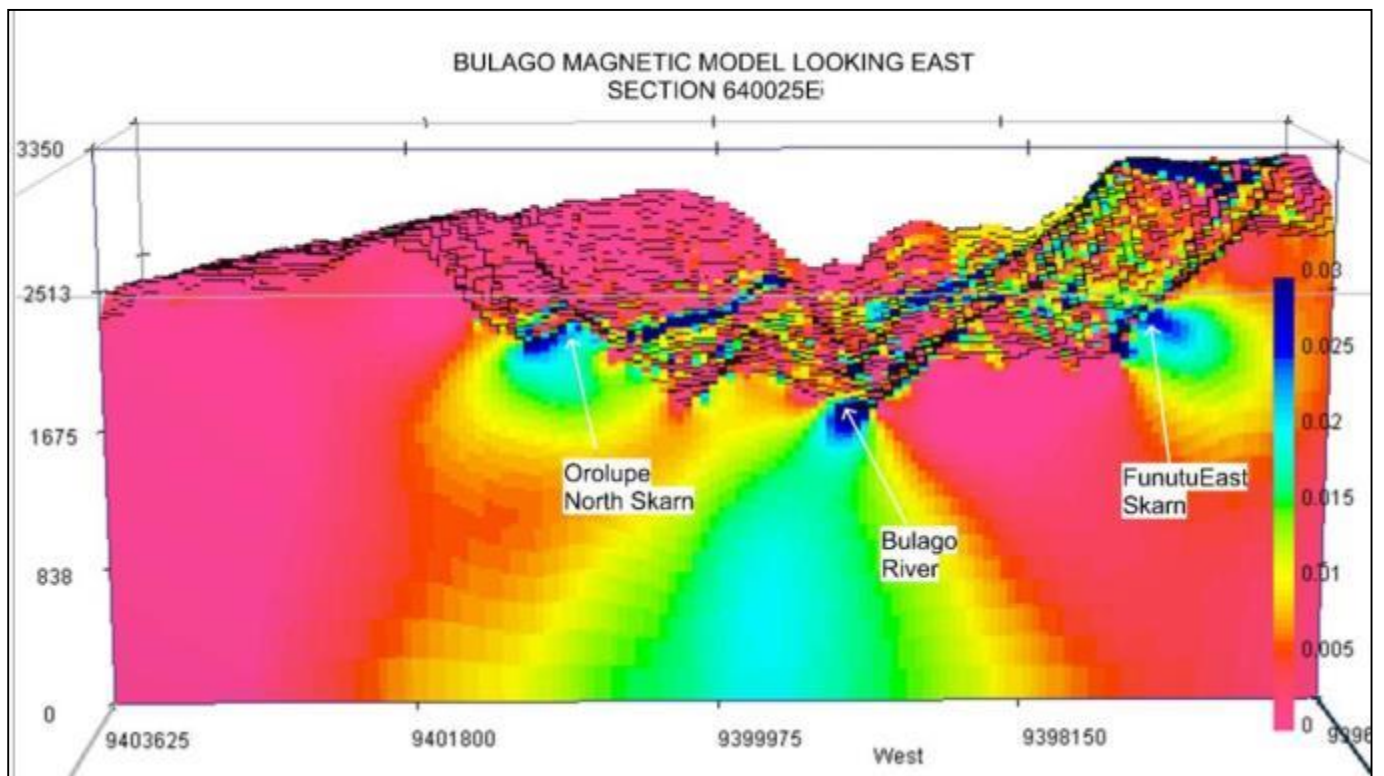 BULAGO MAGNETIC MODEL LOOKING EAST
SECTION 640025E
3350
2513
1675
838
0
0.03
0.025
0.02
0.015
0.01
0.005
0
Orolupe
North Skarn
Bulago
River
FunutuEast
Skarn
9403625
9401800
9399975
9398150
West